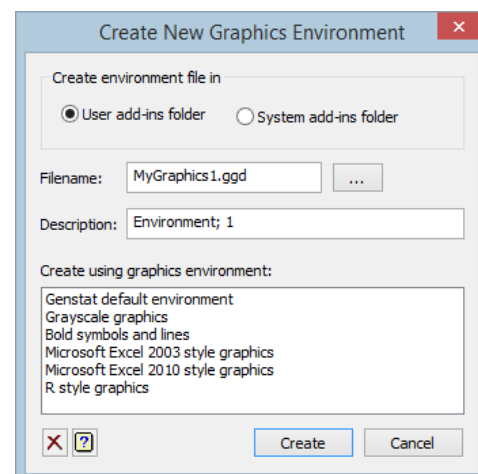 Create New Graphics Environment
Create environment file in
User add-ins folder
System add-ins folder
Filename:
MyGraphics1.ggd
...
Description:
Environment; 1
Create using graphics environment:
Genstat default environment
Grayscale graphics
Bold symbols and lines
Microsoft Excel 2003 style graphics
Microsoft Excel 2010 style graphics
R style graphics
?
Create
Cancel